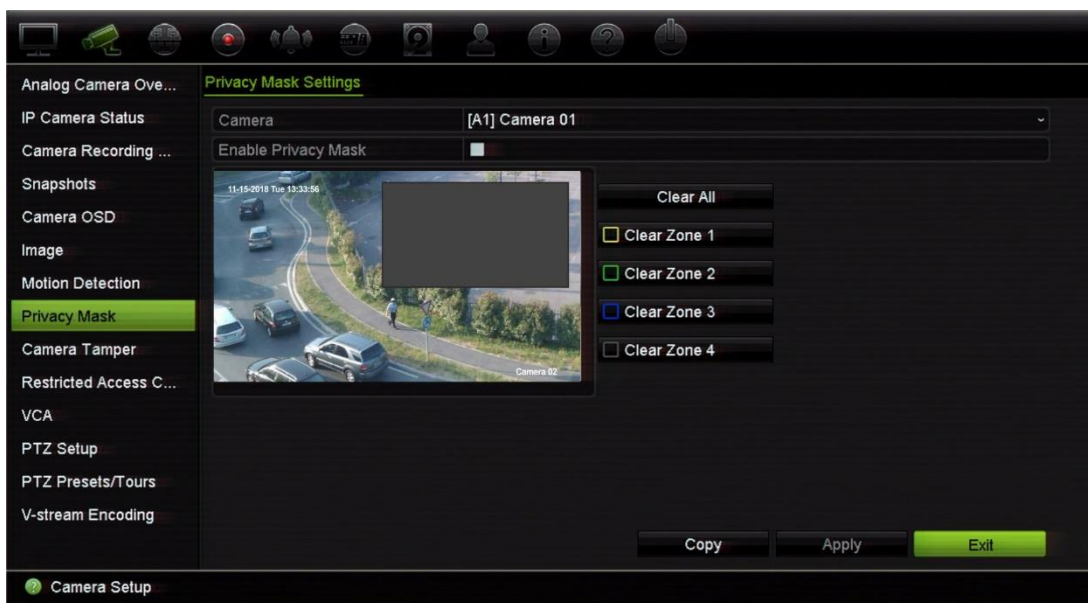 Analog Camera Ove...
IP Camera Status
Camera Recording ...
Snapshots
Camera OSD
Image
Motion Detection
Privacy Mask
Camera Tamper
Restricted Access C...
VCA
PTZ Setup
PTZ Presets/Tours
V-stream Encoding
Privacy Mask Settings
Camera [A1] Camera 01
Enable Privacy Mask
11-15-2018 Tue 13:33:56
Camera 02
Clear All
Clear Zone 1
Clear Zone 2
Clear Zone 3
Clear Zone 4
Copy Apply Exit
Camera Setup